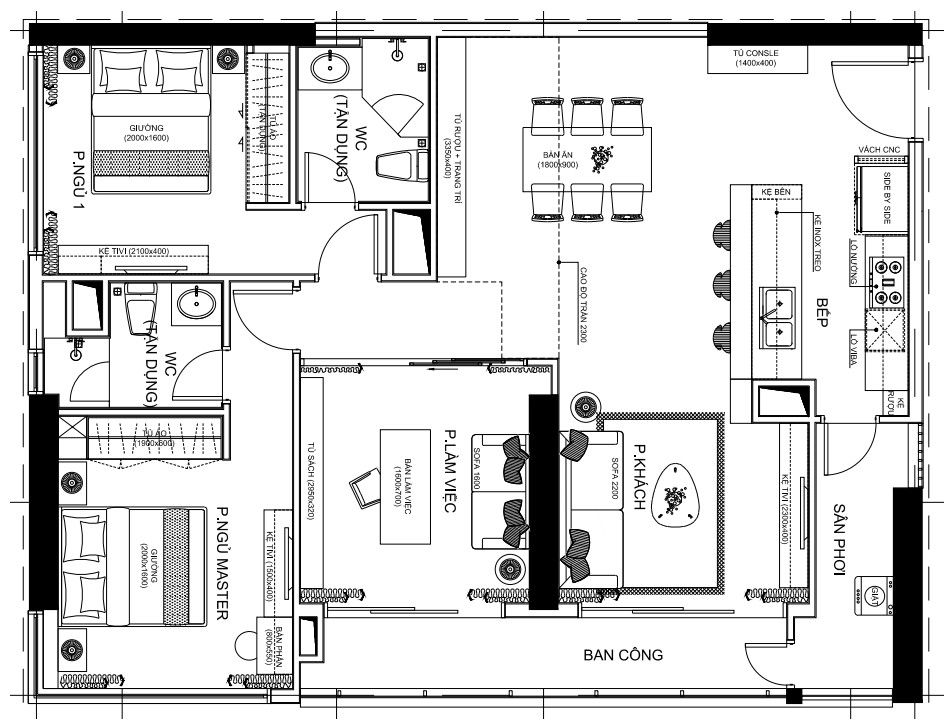 TỦ CONSLE
(1400x400)
GIƯỜNG
(2000x1600)
P.NGỦ 1
TỦ ÁO
(TẬN DỤNG)
WC
(TẬN DỤNG)
TỦ RƯỢU + TRANG TRÍ
(3350x400)
BÀN ĂN
(1800x900)
VÁCH CNC
SIDE BY SIDE
KỆ BÊN
KỆ INOX TREO
LÒ NƯỚNG
BẾP
LÒ VIBA
KỆ
RƯỢU
KỆ TIVI (2100x400)
CAO ĐỘ TRẦN 2300
WC
(TẬN DỤNG)
TỦ ÁO
(1900x600)
GIƯỜNG
(2000x1600)
P.NGỦ MASTER
KỆ TIVI (1500x400)
BÀN PHẤN
(800x550)
TỦ SÁCH (2950x320)
BÀN LÀM VIỆC
(1600x700)
P.LÀM VIỆC
SOFA 1600
SOFA 2200
P.KHÁCH
KỆ TIVI (2300x400)
SÂN PHƠI
GIẶT
BAN CÔNG